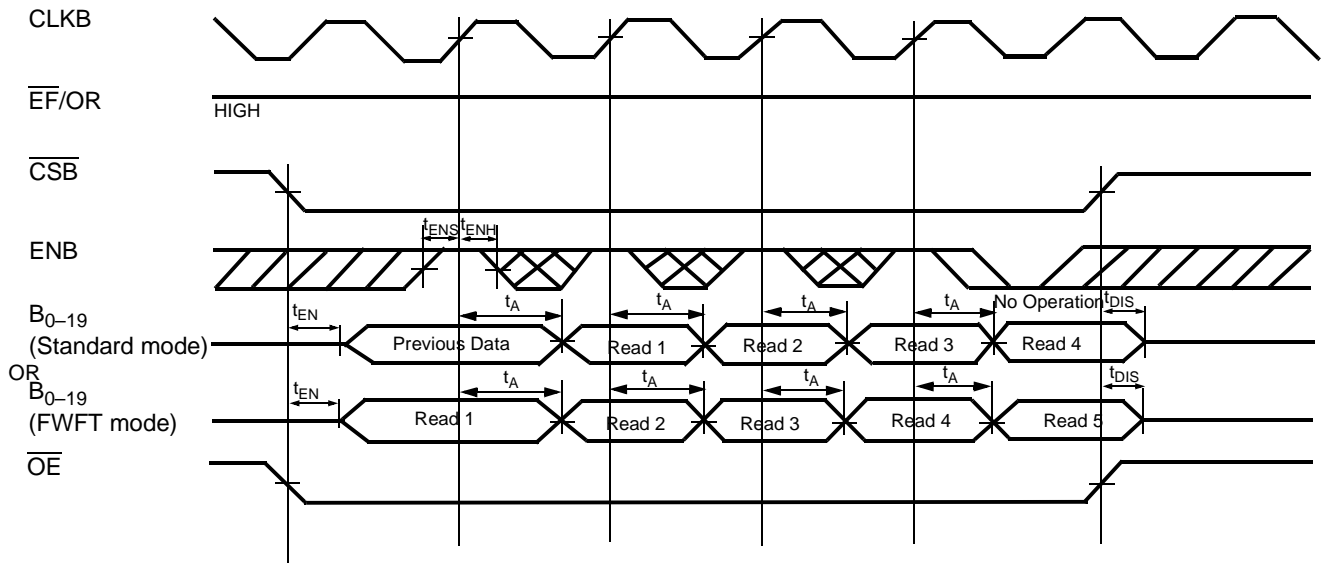 CLKB
EF/OR
HIGH
CSB
tENS tENH
ENB
No Operation
tEN tA tA tA tA tDIS
B0–19
(Standard mode)
Previous Data Read 1 Read 2 Read 3 Read 4
OR
tEN tA tA tA tA tDIS
B0–19
(FWFT mode)
Read 1 Read 2 Read 3 Read 4 Read 5
OE